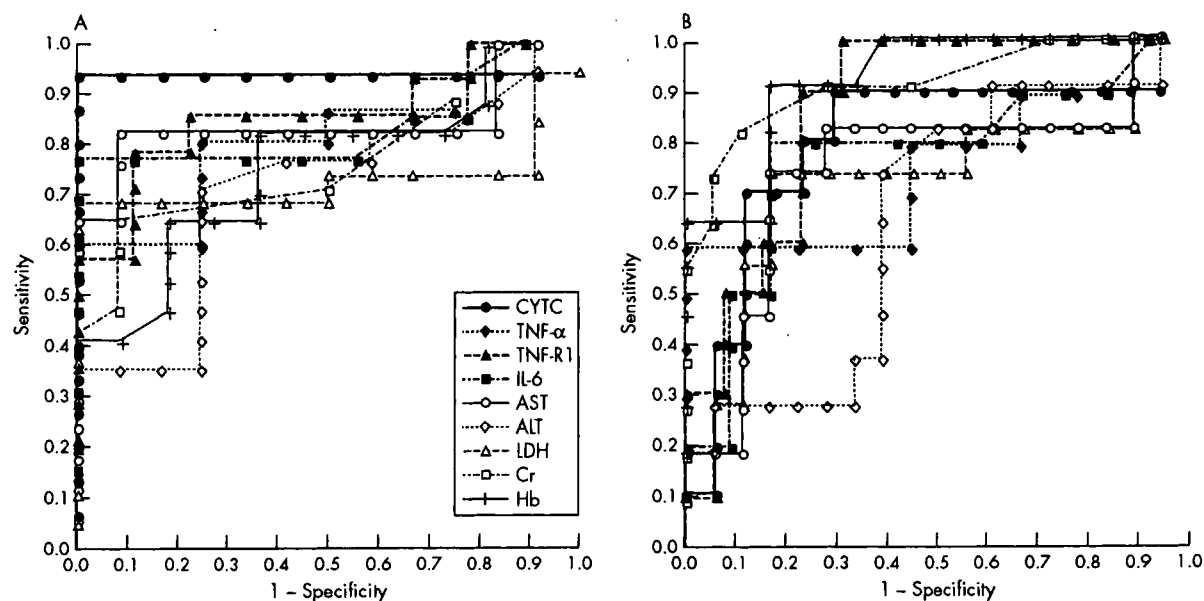 A
1.0
0.9
0.8
0.7
0.6
0.5
0.4
0.3
0.2
0.1
0.0
Sensitivity
0.0 0.1 0.2 0.3 0.4 0.5 0.6 0.7 0.8 0.9 1.0
1 – Specificity
CYTC
TNF-α
TNF-R1
IL-6
AST
ALT
LDH
Cr
Hb
B
1.0
0.9
0.8
0.7
0.6
0.5
0.4
0.3
0.2
0.1
0.0
Sensitivity
0.0 0.1 0.2 0.3 0.4 0.5 0.6 0.7 0.8 0.9 1.0
1 – Specificity